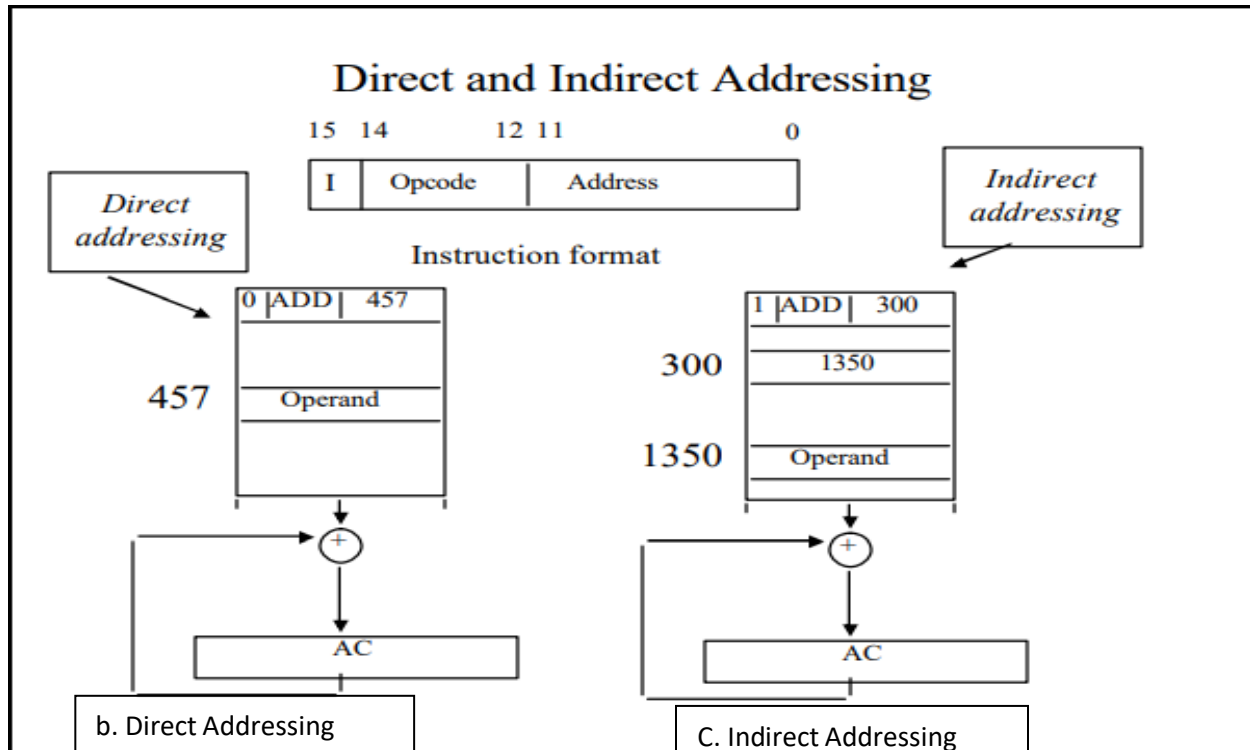 Direct and Indirect Addressing
15 14 12 11 0
I Opcode Address
Direct
addressing
Indirect
addressing
Instruction format
0 ADD 457
457 Operand
+
AC
b. Direct Addressing
1 ADD 300
300 1350
1350 Operand
+
AC
C. Indirect Addressing